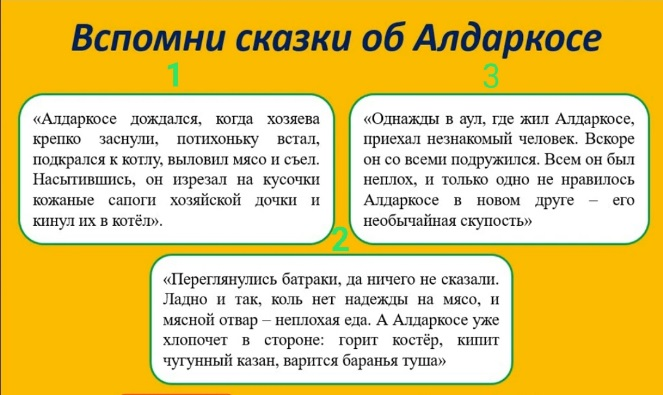 Вспомни сказки об Алдаркосе
1
«Алдаркосе дождался, когда хозяева
крепко заснули, потихоньку встал,
подкрался к котлу, выловил мясо и съел.
Насытившись, он изрезал на кусочки
кожаные сапоги хозяйской дочки и
кинул их в котёл».
3
«Однажды в аул, где жил Алдаркосе,
приехал незнакомый человек. Вскоре
он со всеми подружился. Всем он был
неплох, и только одно не нравилось
Алдаркосе в новом друге – его
необычайная скупость»
2
«Переглянулись батраки, да ничего не сказали.
Ладно и так, коль нет надежды на мясо, и
мясной отвар – неплохая еда. А Алдаркосе уже
хлопочет в стороне: горит костёр, кипит
чугунный казан, варится баранья туша»